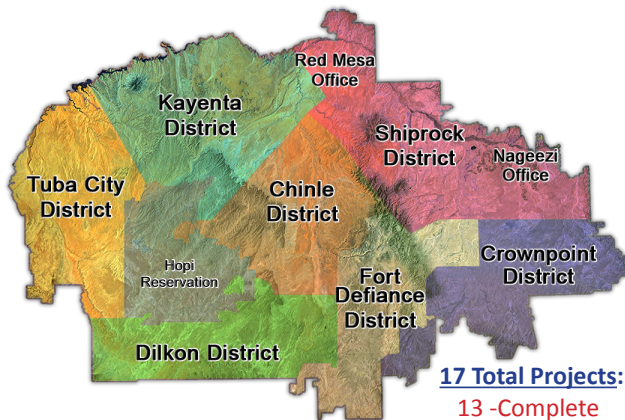 Red Mesa
Office
Kayenta
District
Shiprock
District
Nageezi
Office
Tuba City
District
Chinle
District
Hopi
Reservation
Crownpoint
District
Fort
Defiance
District
Dilkon District
17 Total Projects:
13 -Complete